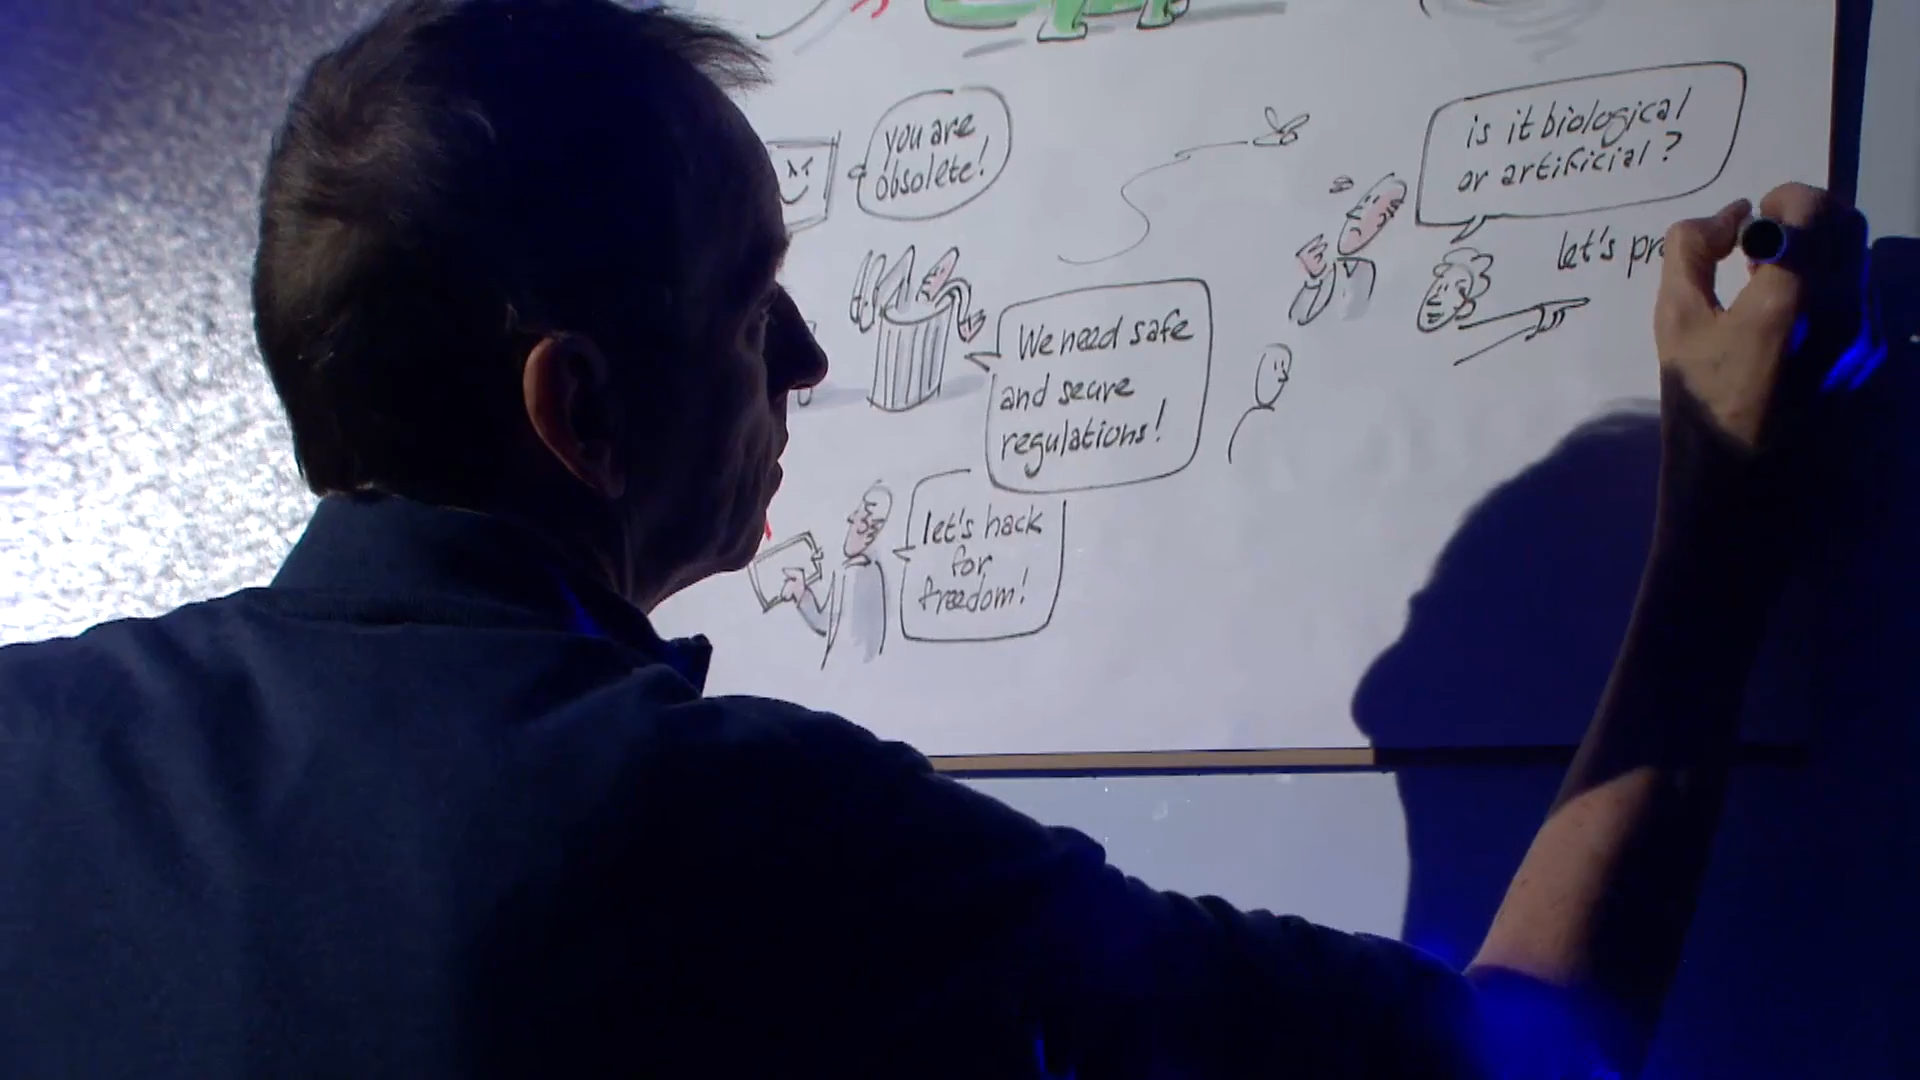 you are
obsolete!
is it biological
or artificial?
let's pr
We need safe
and secure
regulations!
let's hack
for
freedom!